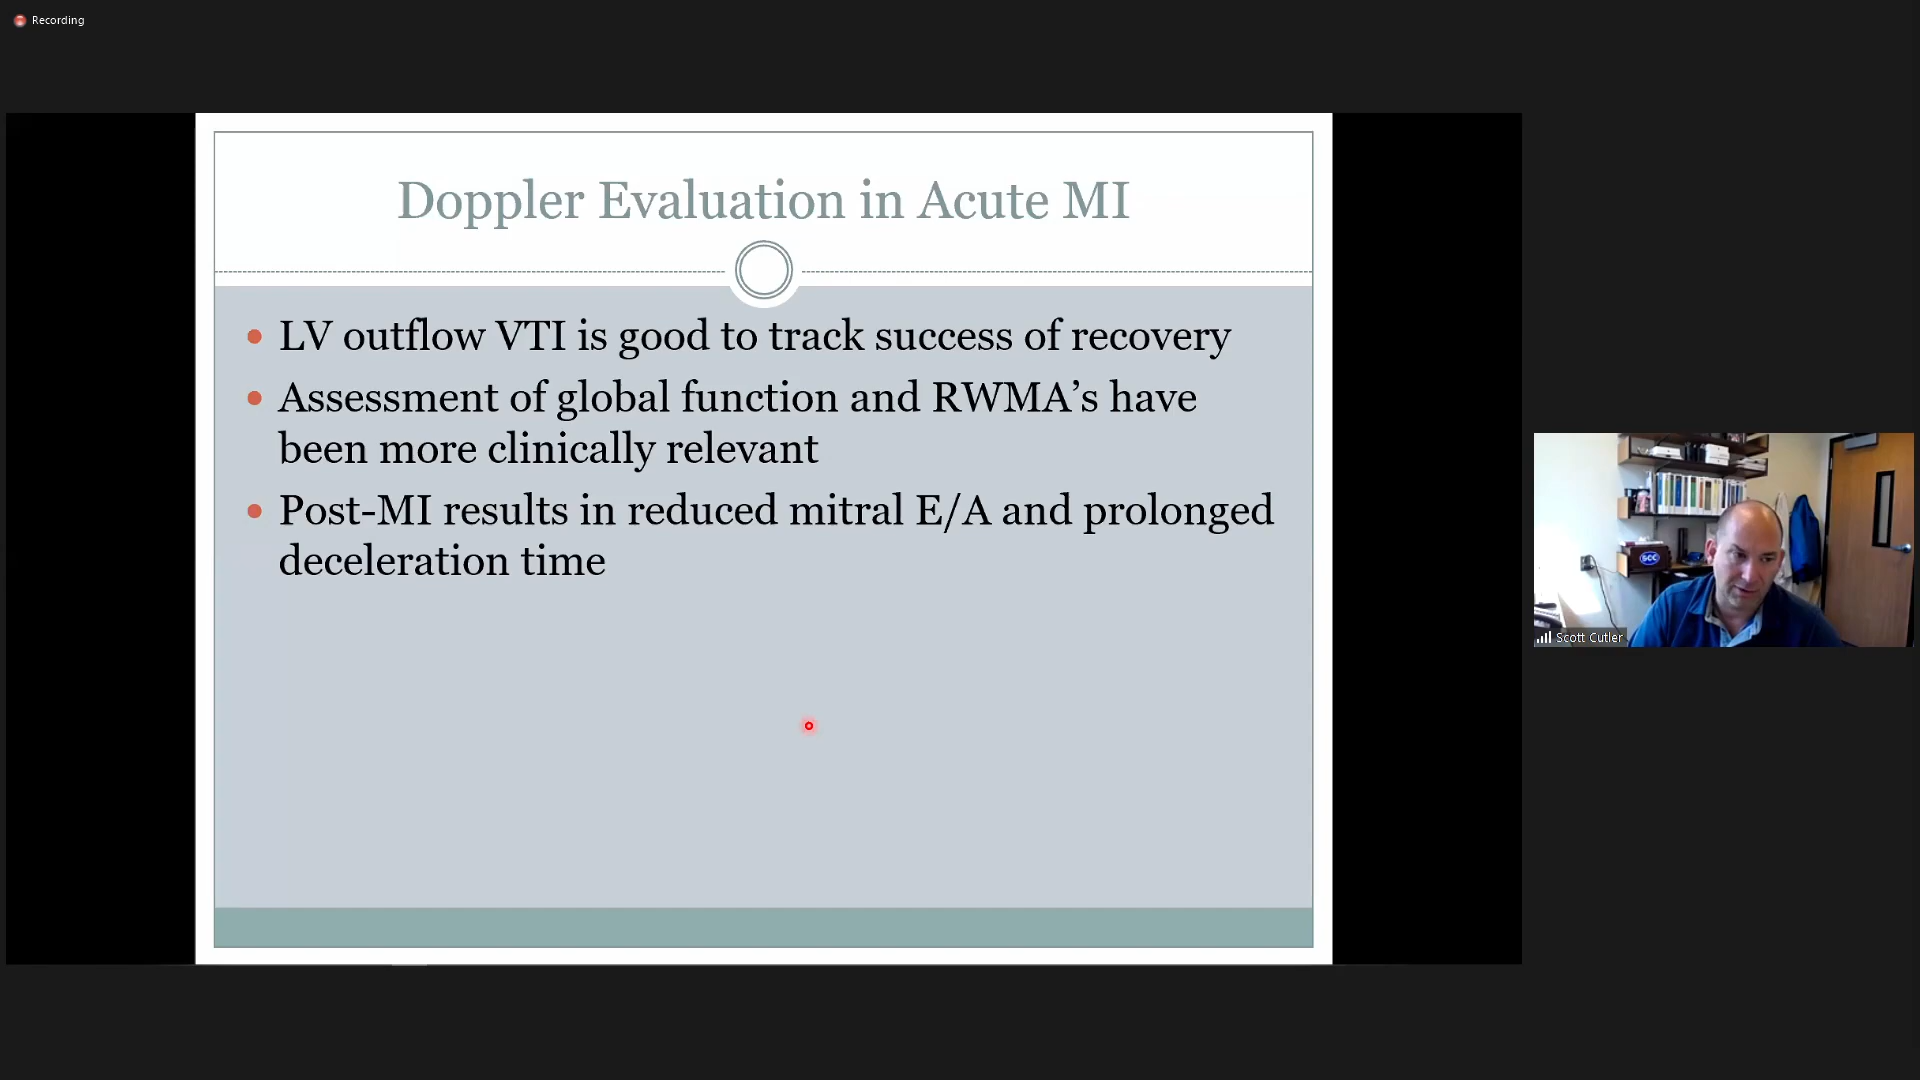 Recording
Doppler Evaluation in Acute MI
• LV outflow VTI is good to track success of recovery
• Assessment of global function and RWMA’s have
been more clinically relevant
• Post-MI results in reduced mitral E/A and prolonged
deceleration time
SCC
Scott Cutler